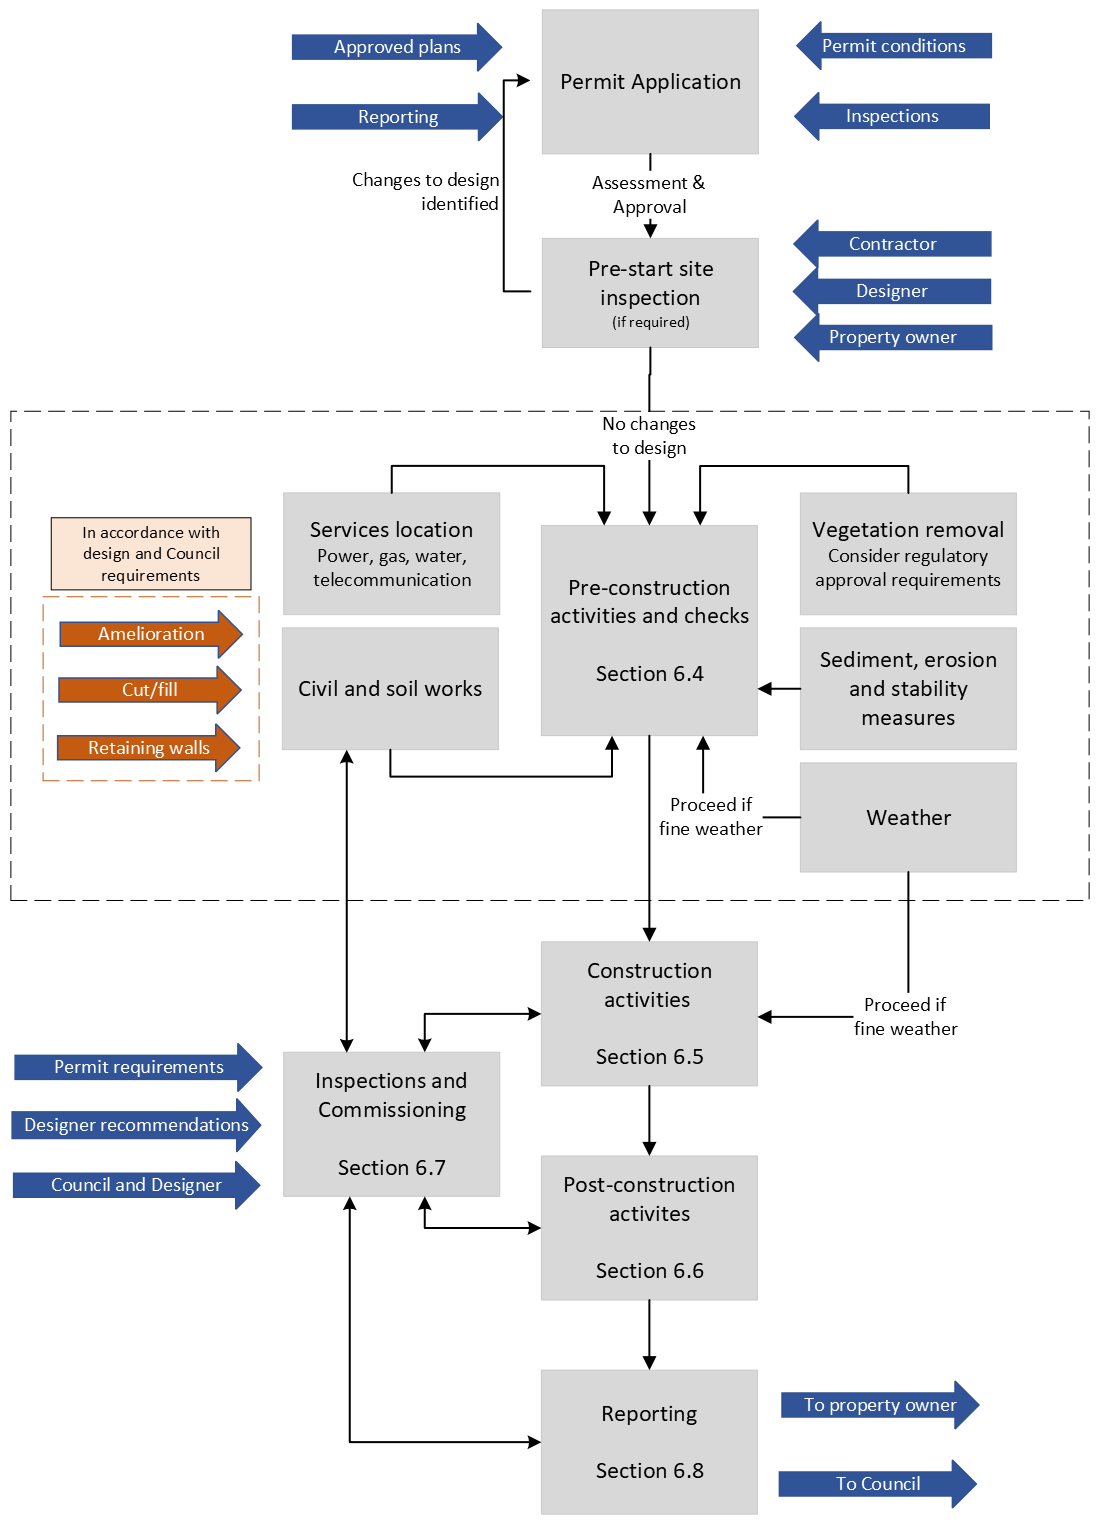 Approved plans
Permit conditions
Permit Application
Reporting
Inspections
Changes to design
identified
Assessment &
Approval
Contractor
Pre-start site
inspection
(if required)
Designer
Property owner
No changes
to design
In accordance with
design and Council
requirements
Services location
Power, gas, water,
telecommunication
Vegetation removal
Consider regulatory
approval requirements
Pre-construction
activities and checks
Section 6.4
Amelioration
Cut/fill
Retaining walls
Civil and soil works
Sediment, erosion
and stability
measures
Proceed if
fine weather
Weather
Construction
activities
Section 6.5
Proceed if
fine weather
Permit requirements
Designer recommendations
Council and Designer
Inspections and
Commissioning
Section 6.7
Post-construction
activites
Section 6.6
Reporting
Section 6.8
To property owner
To Council